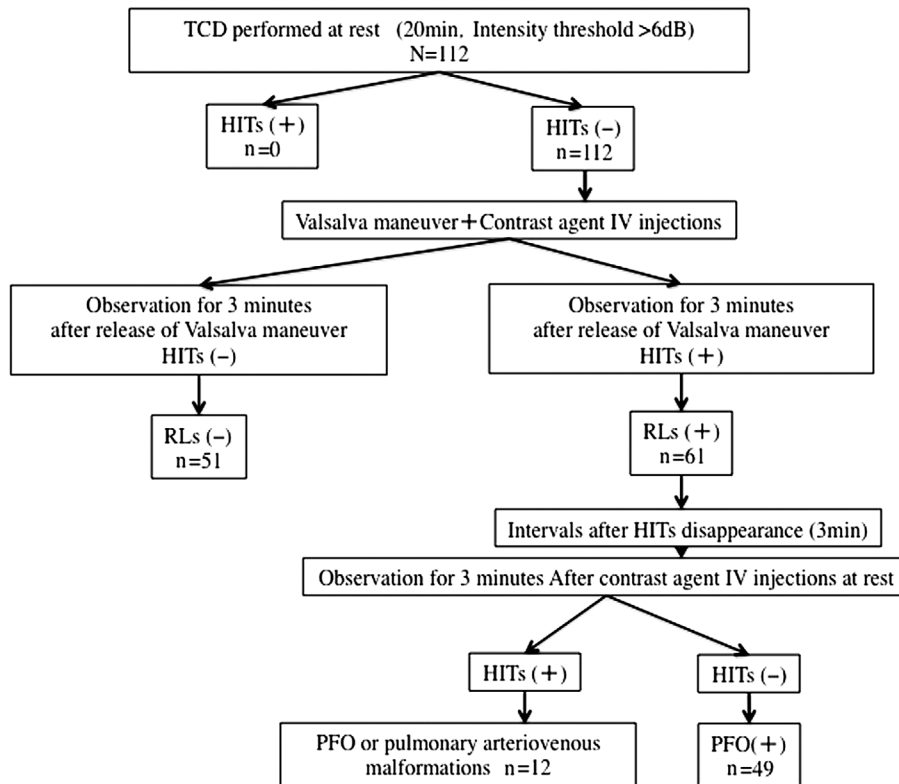 TCD performed at rest (20min, Intensity threshold >6dB)
N=112
HITs (+)
n=0
HITs (−)
n=112
Valsalva maneuver+Contrast agent IV injections
Observation for 3 minutes
after release of Valsalva maneuver
HITs (−)
Observation for 3 minutes
after release of Valsalva maneuver
HITs (+)
RLs (−)
n=51
RLs (+)
n=61
Intervals after HITs disappearance (3min)
Observation for 3 minutes After contrast agent IV injections at rest
HITs (+)
HITs (−)
PFO or pulmonary arteriovenous
malformations n=12
PFO(+)
n=49